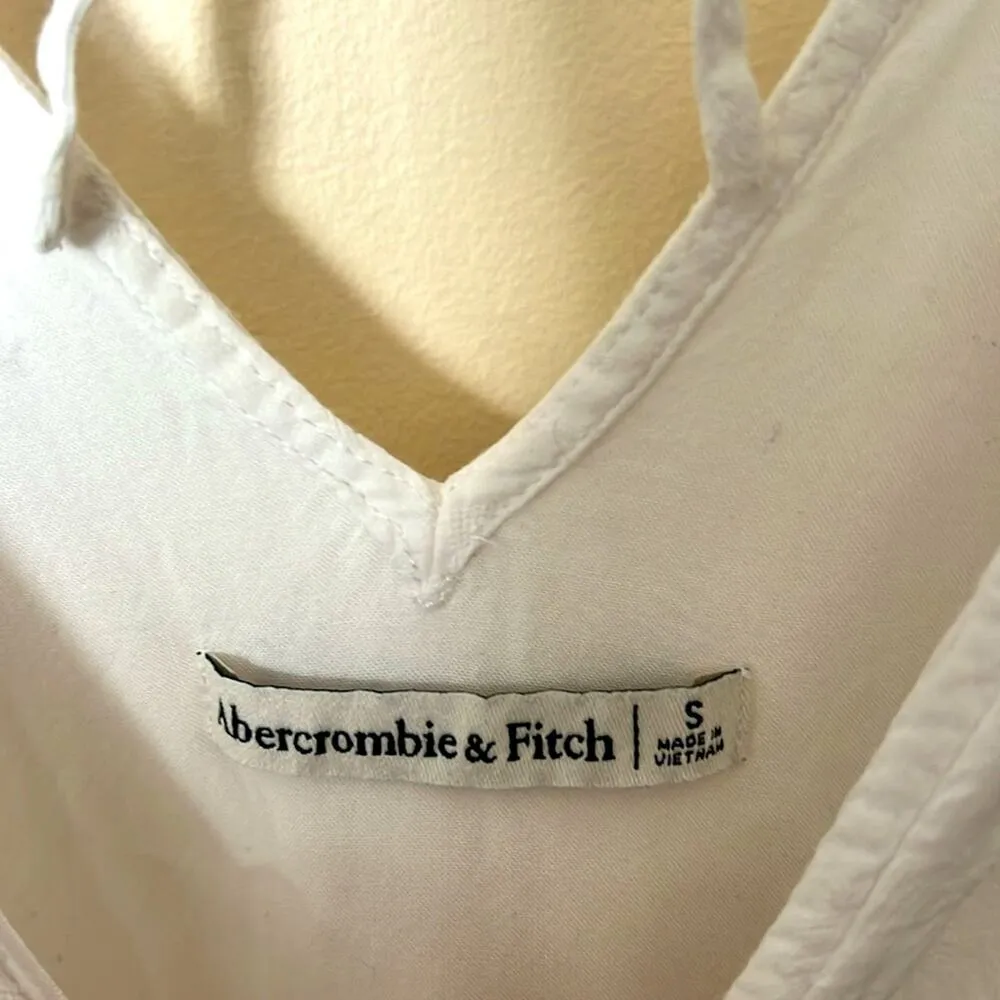 Abercrombie & Fitch | S
MADE IN
VIETNAM